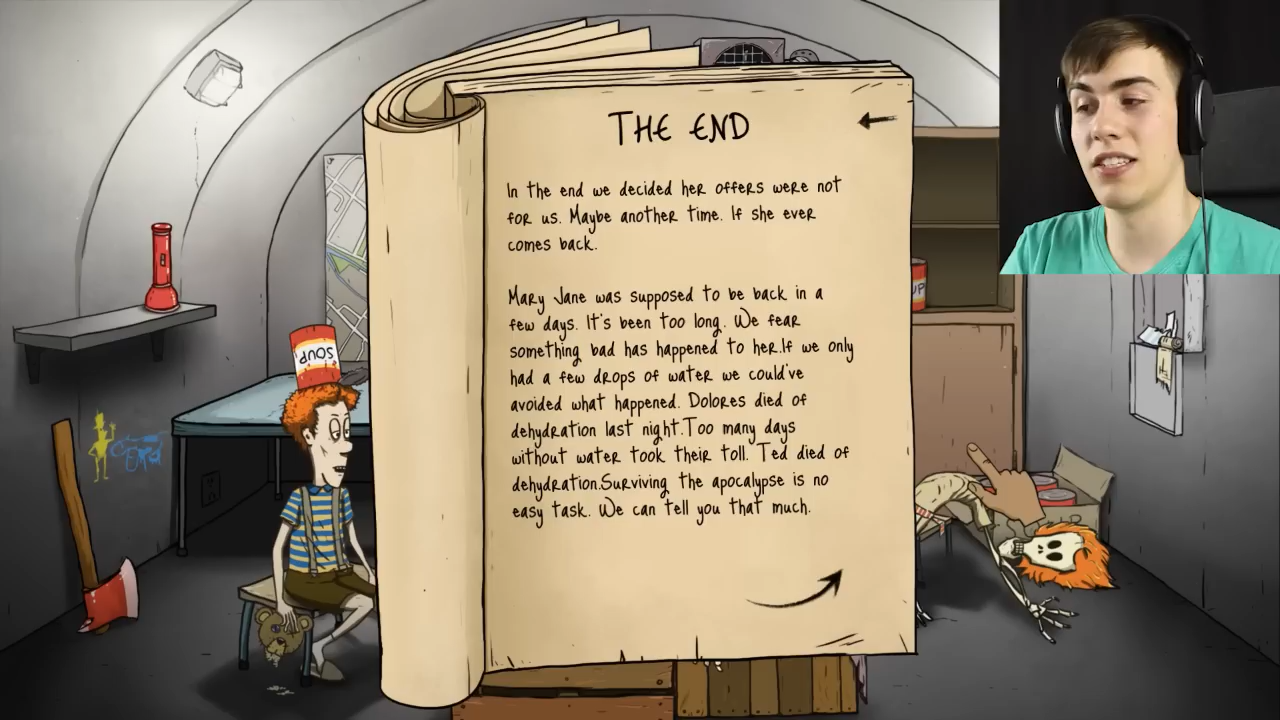 THE END
In the end we decided her offers were not
for us. Maybe another time. If she ever
comes back.
Mary Jane was supposed to be back in a
few days. It's been too long. We fear
something bad has happened to her.If we only
had a few drops of water we could've
avoided what happened. Dolores died of
dehydration last night.Too many days
without water took their toll. Ted died of
dehydration.Surviving the apocalypse is no
easy task. We can tell you that much.
SOUP
UP